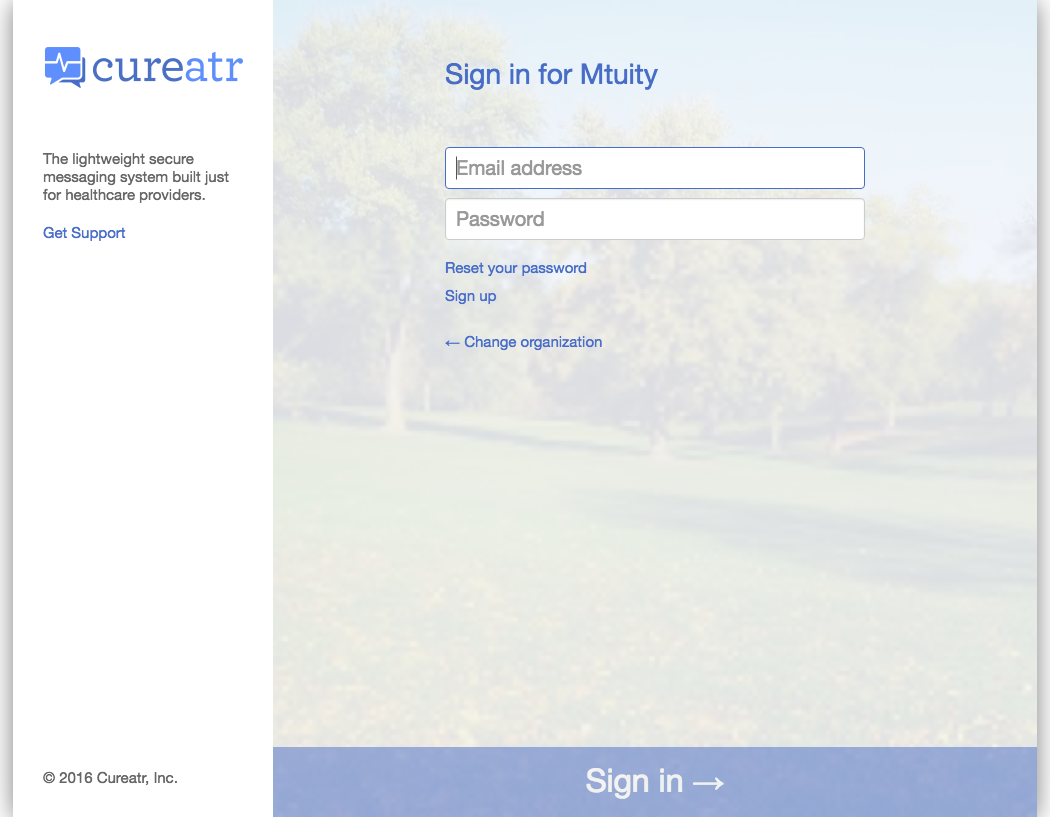 cureatr
The lightweight secure
messaging system built just
for healthcare providers.
Get Support
© 2016 Cureatr, Inc.
Sign in for Mtuity
Email address
Password
Reset your password
Sign up
← Change organization
Sign in →